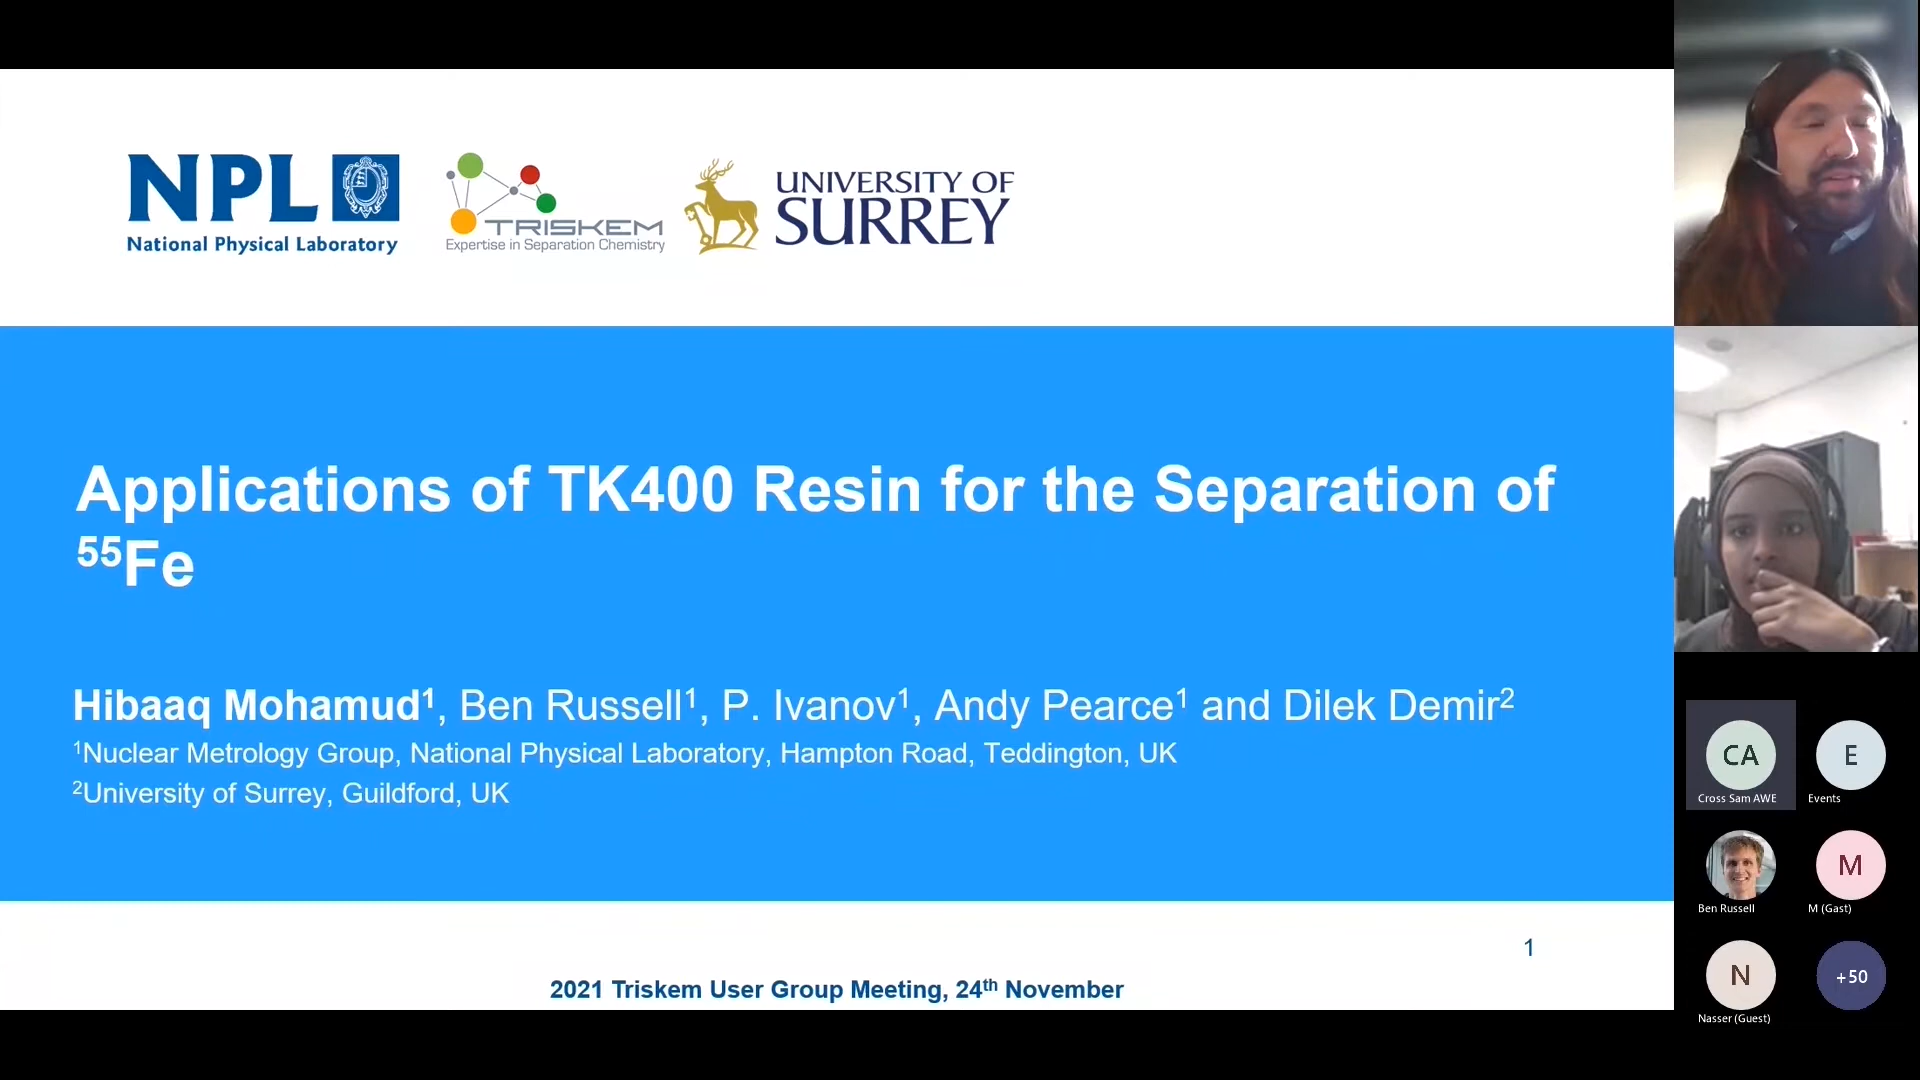 NPL
National Physical Laboratory
TRISKEM
Expertise in Separation Chemistry
UNIVERSITY OF
SURREY
Applications of TK400 Resin for the Separation of
⁵⁵Fe
Hibaaq Mohamud¹, Ben Russell¹, P. Ivanov¹, Andy Pearce¹ and Dilek Demir²
¹Nuclear Metrology Group, National Physical Laboratory, Hampton Road, Teddington, UK
²University of Surrey, Guildford, UK
1
2021 Triskem User Group Meeting, 24th November
CA
Cross Sam AWE
E
Events
Ben Russell
M
M (Gast)
N
Nasser (Guest)
+50